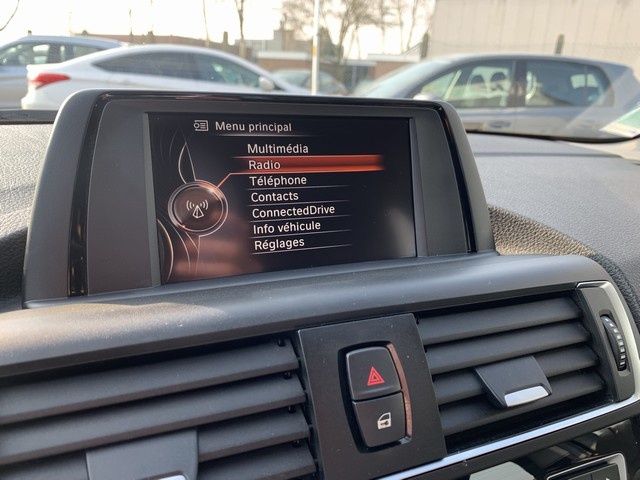 Menu principal
Multimédia
Radio
Téléphone
Contacts
ConnectedDrive
Info véhicule
Réglages